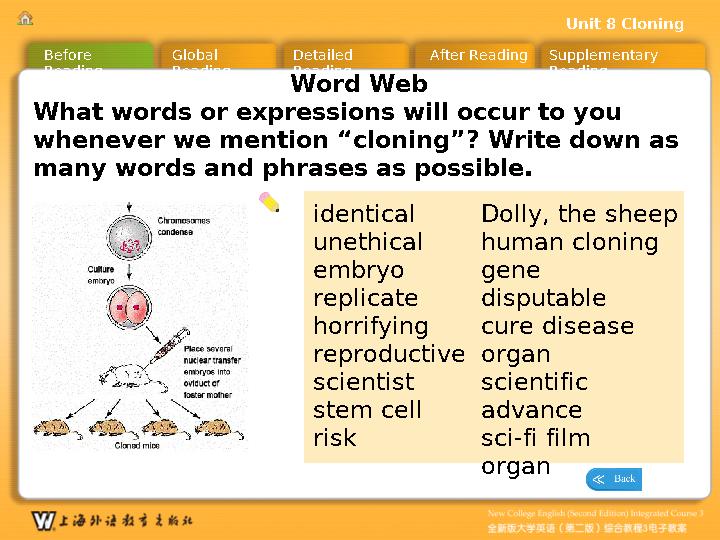 Unit 8 Cloning
Before Reading
Global Reading
Detailed Reading
After Reading
Supplementary Reading
Word Web
What words or expressions will occur to you
whenever we mention “cloning”? Write down as
many words and phrases as possible.
Chromosomes
condense
Culture
embryo
Place several
nuclear transfer
embryos into
oviduct of
foster mother
Cloned mice
identical
unethical
embryo
replicate
horrifying
reproductive
scientist
stem cell
risk
Dolly, the sheep
human cloning
gene
disputable
cure disease
organ
scientific
advance
sci-fi film
organ
Back
W 上海外语教育出版社
New College English (Second Edition) Integrated Course 3
全新版大学英语（第二版）综合教程3电子教案